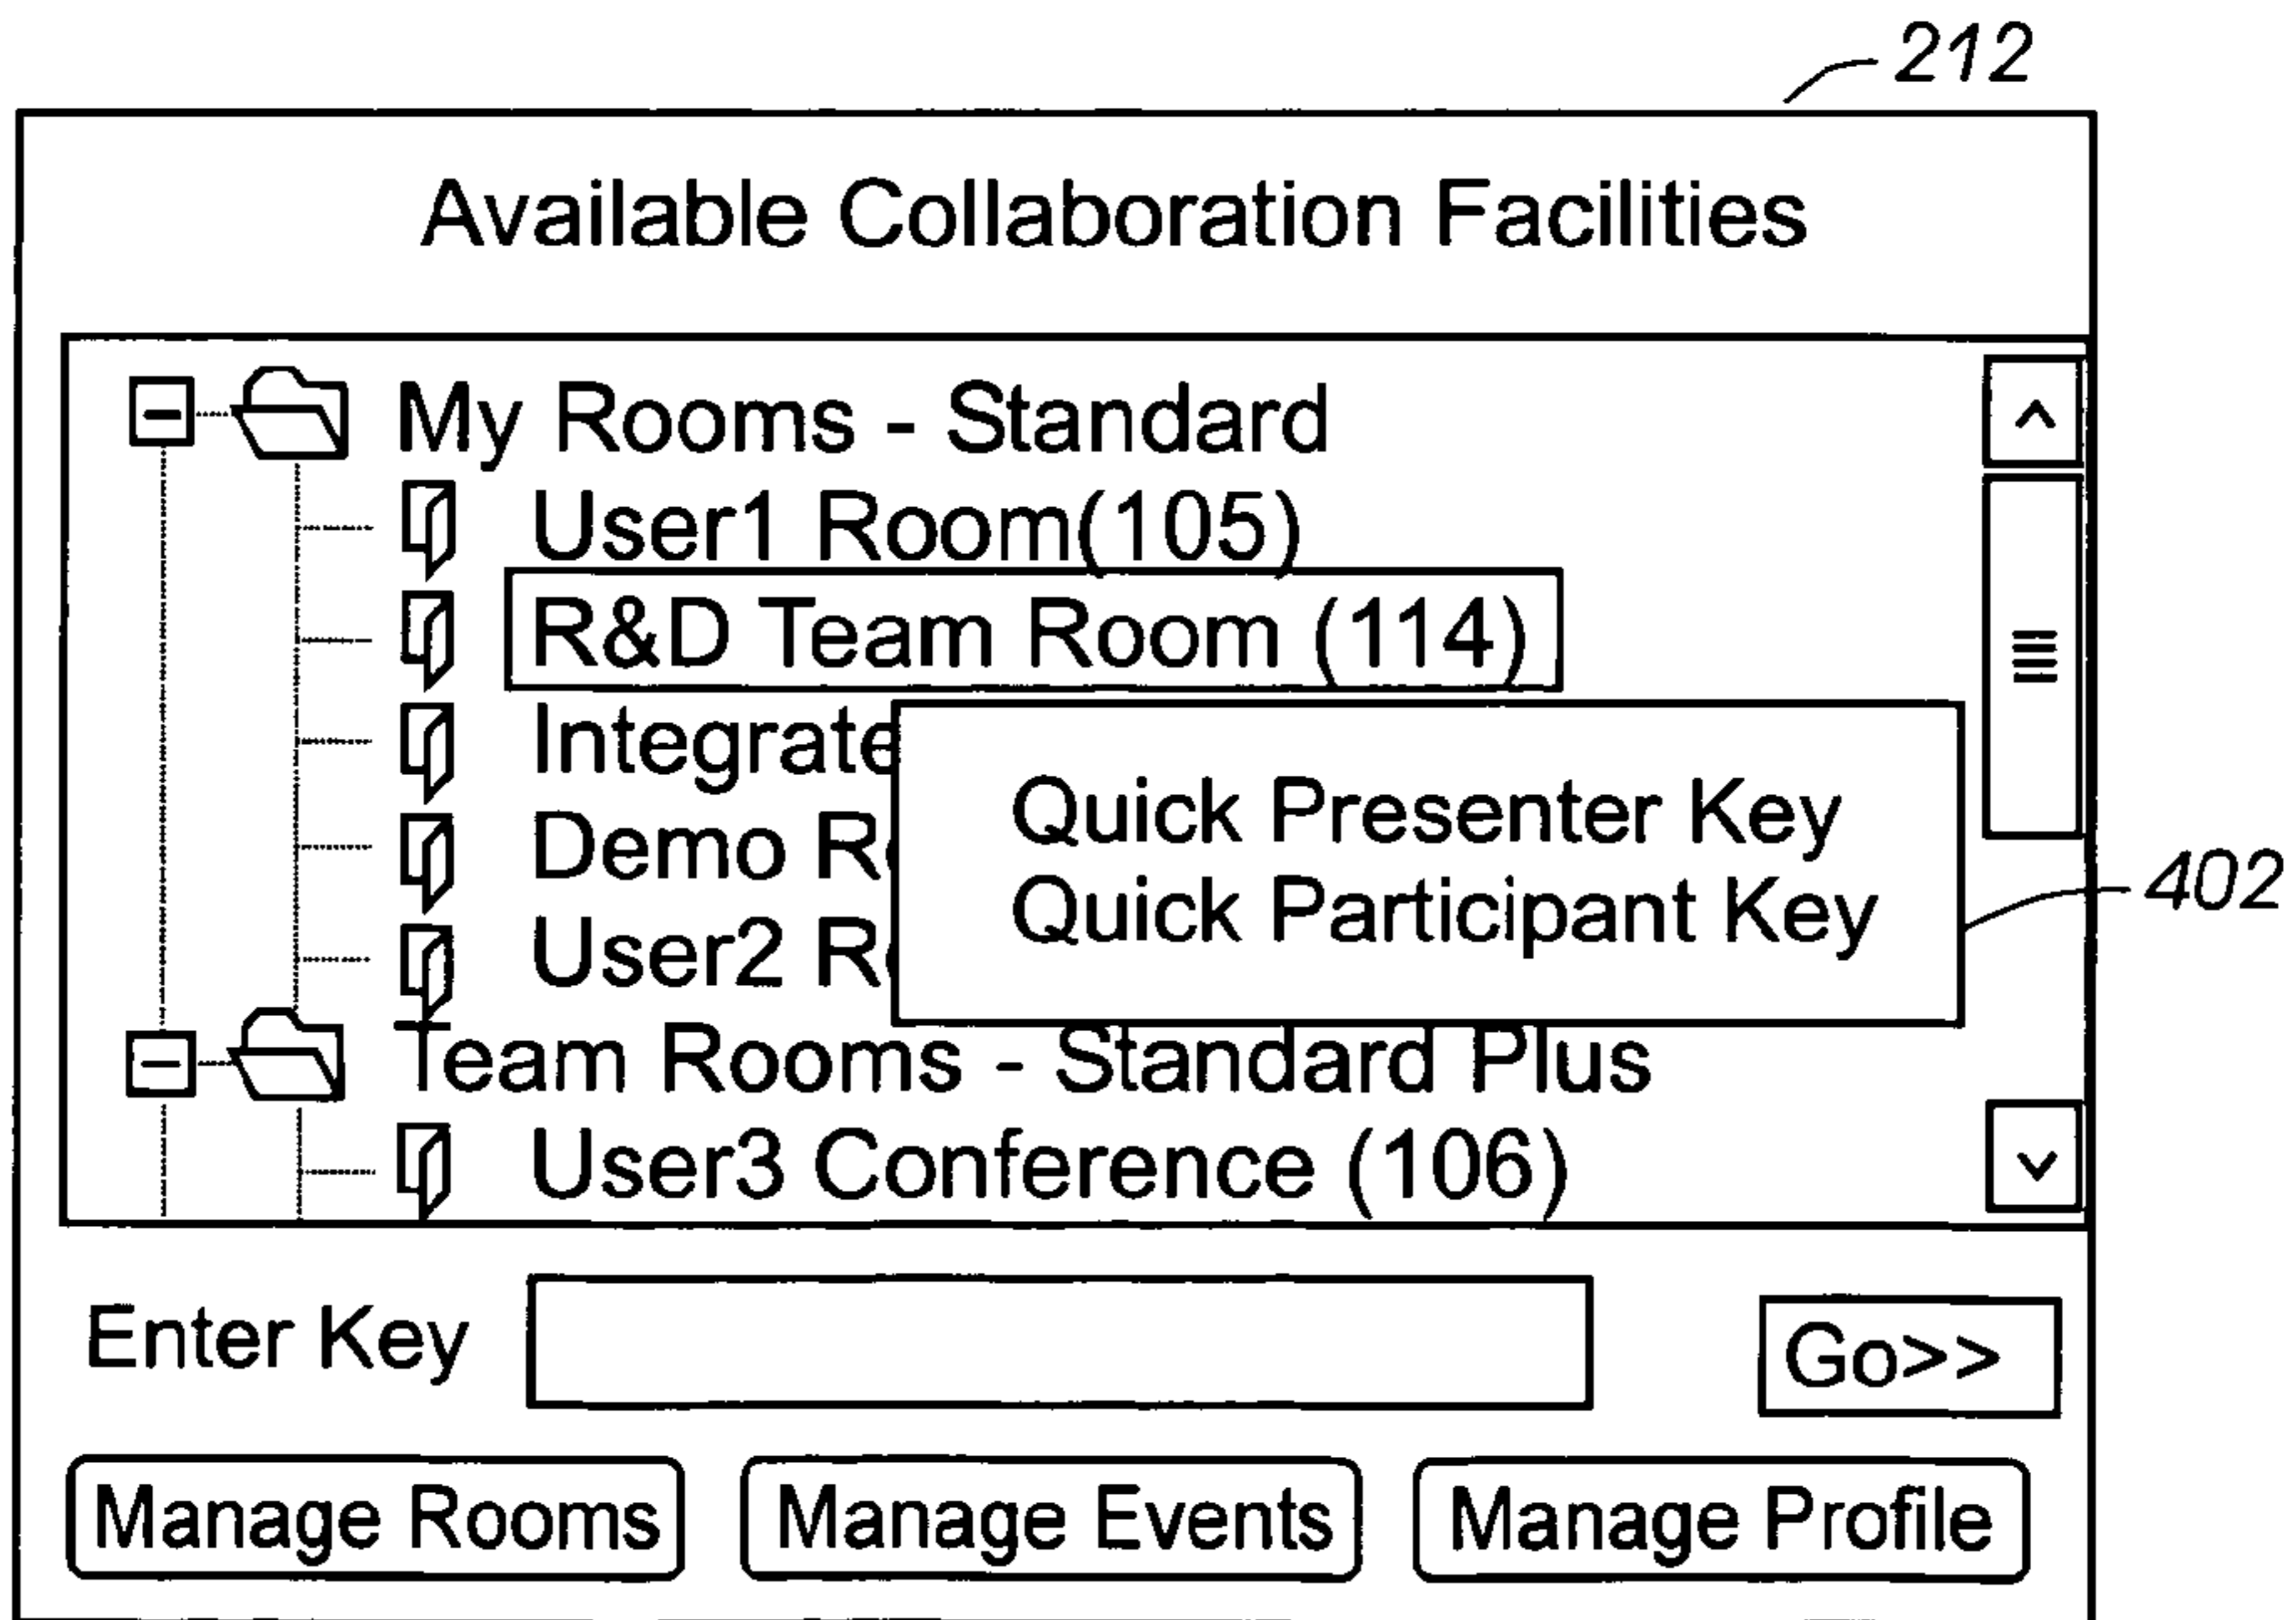 212
Available Collaboration Facilities
My Rooms - Standard
User1 Room(105)
R&D Team Room (114)
Integrate
Demo R
User2 R
Quick Presenter Key
Quick Participant Key
402
Team Rooms - Standard Plus
User3 Conference (106)
Enter Key
Go>>
Manage Rooms Manage Events Manage Profile